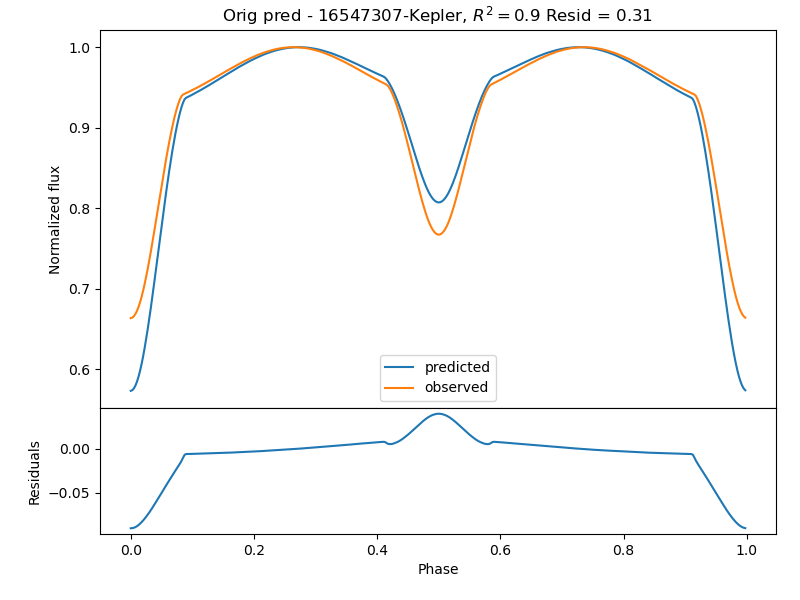 Orig pred - 16547307-Kepler, R² = 0.9 Resid = 0.31
1.0
0.9
0.8
0.7
0.6
Normalized flux
predicted
observed
0.00
−0.05
Residuals
0.0 0.2 0.4 0.6 0.8 1.0
Phase